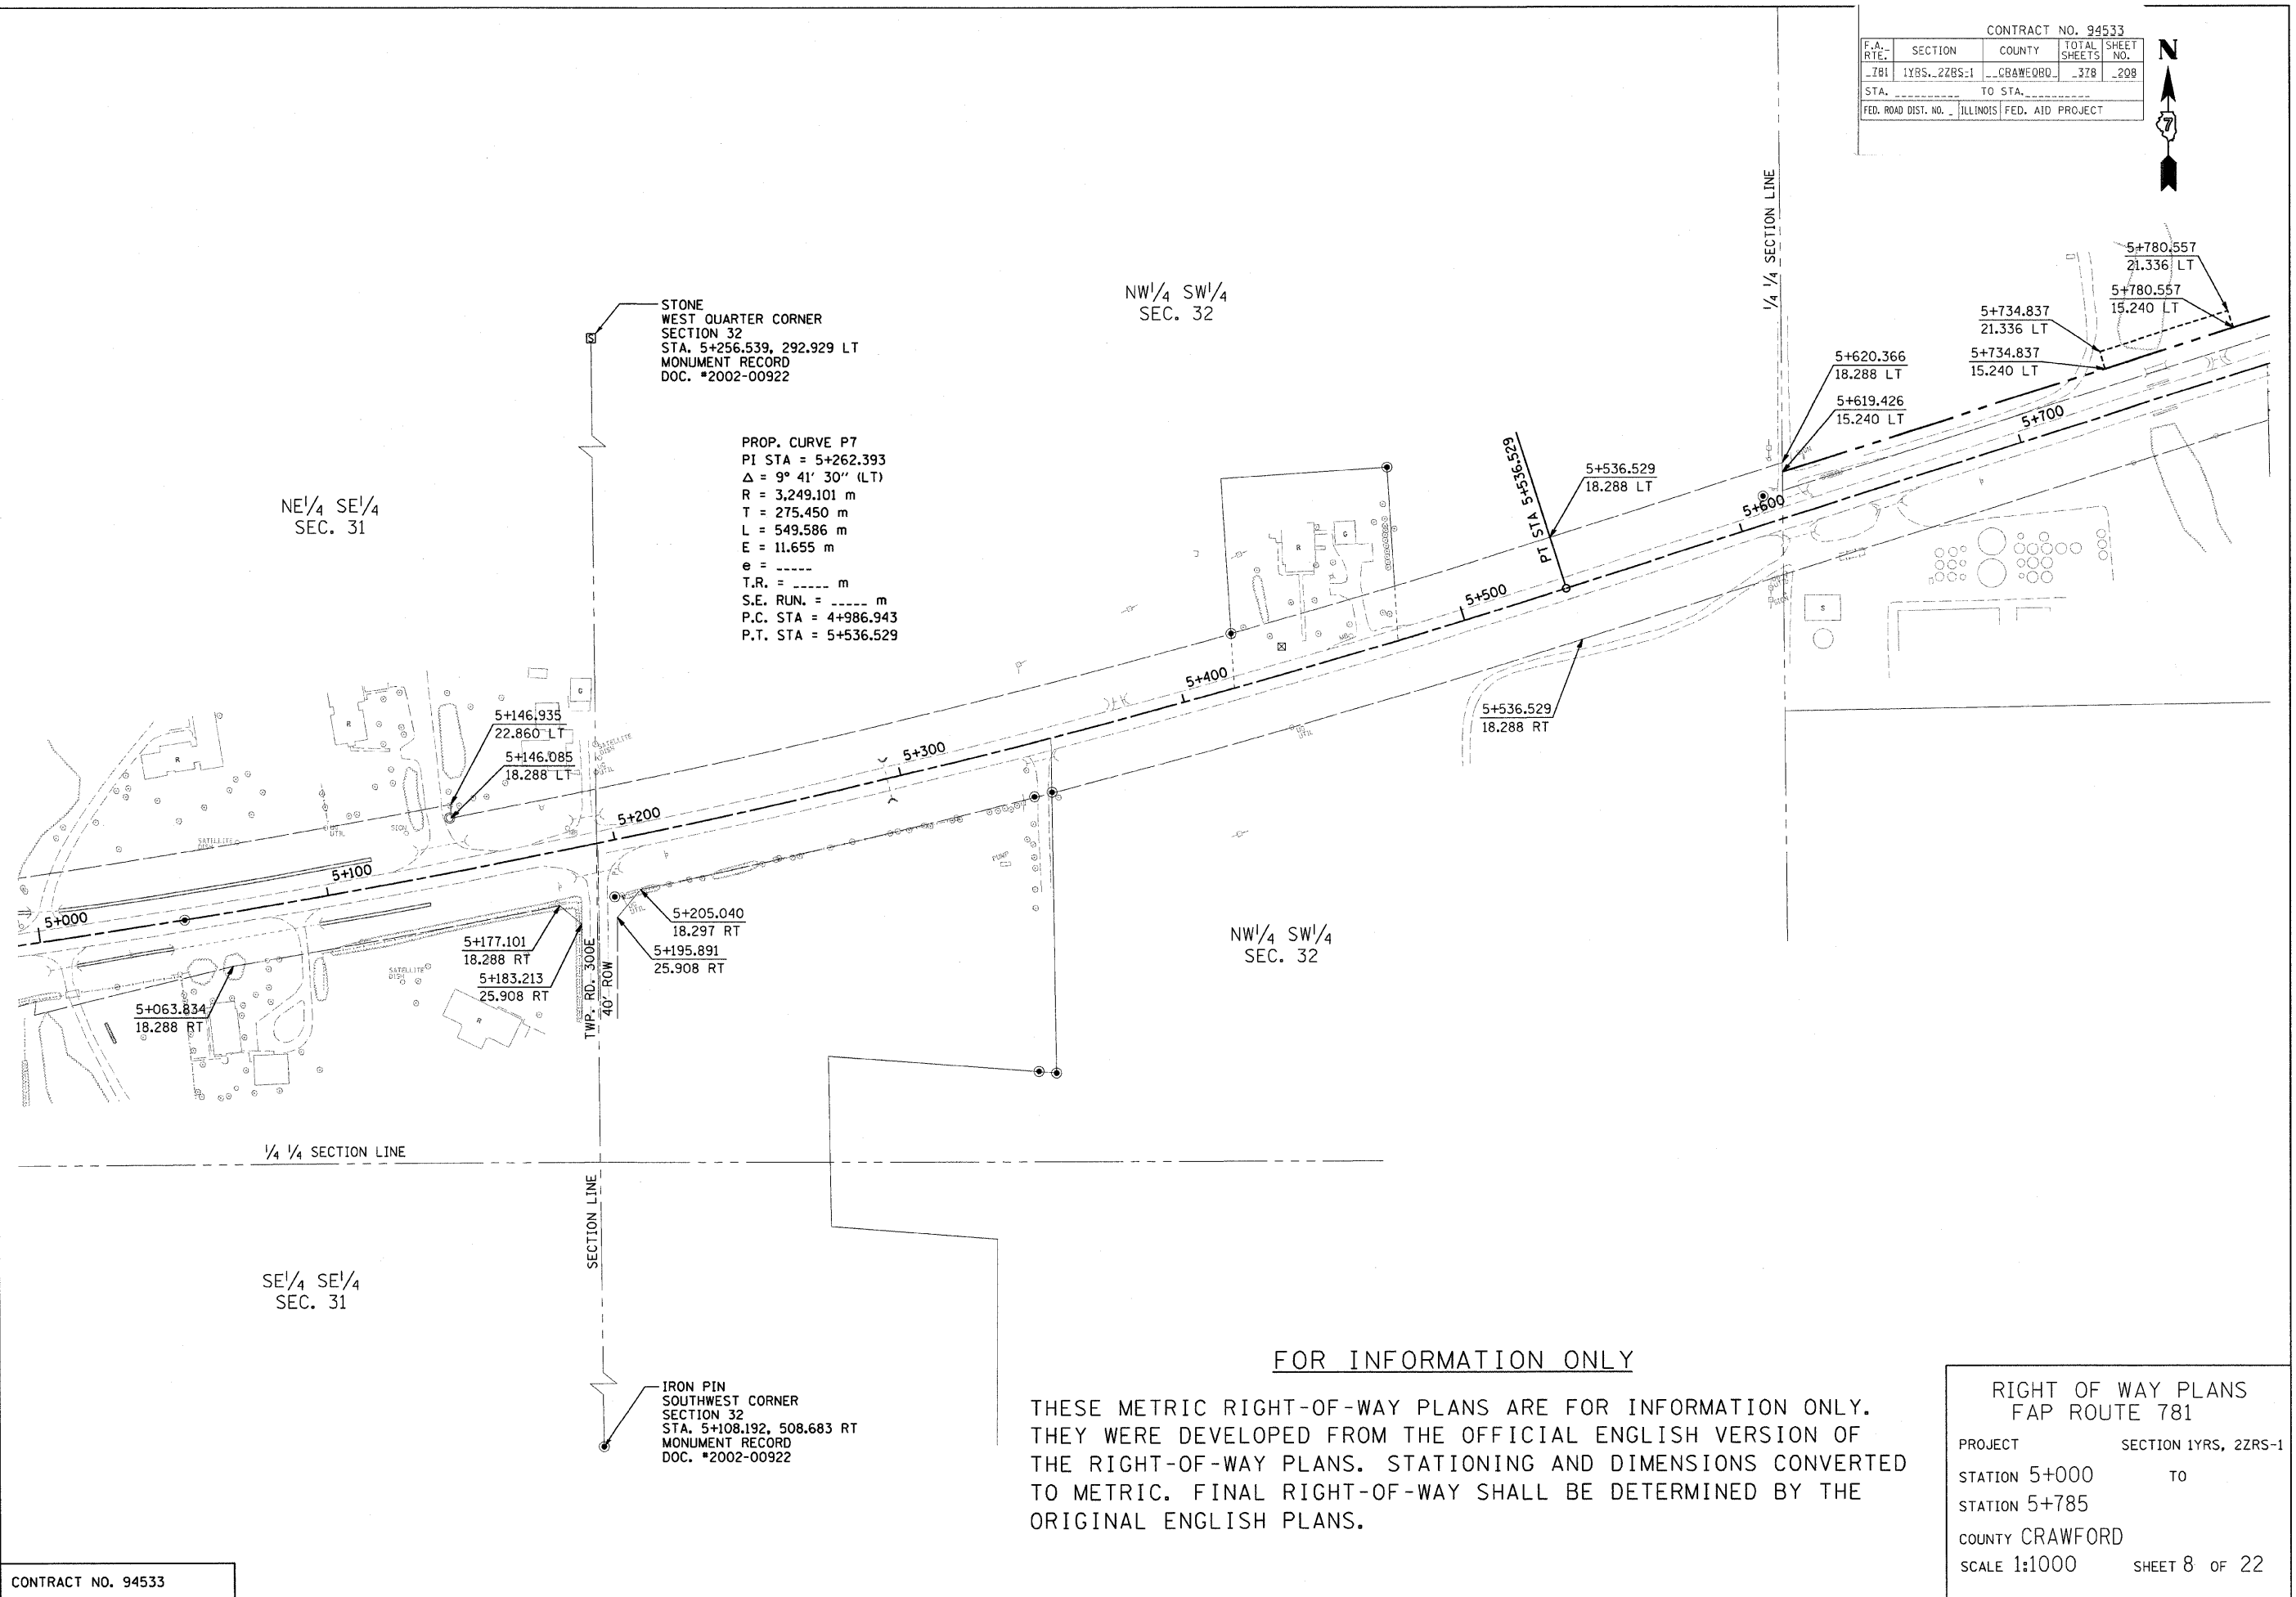 CONTRACT NO. 94533
F.A. RTE. SECTION COUNTY TOTAL SHEETS SHEET NO.
781 1YRS, 2ZRS-1 CRAWFORD 378 208
STA. TO STA.
FED. ROAD DIST. NO. ILLINOIS FED. AID PROJECT
N
7
1/4 1/4 SECTION LINE
STONE
WEST QUARTER CORNER
SECTION 32
STA. 5+256.539, 292.929 LT
MONUMENT RECORD
DOC. #2002-00922
S
NW1/4 SW1/4
SEC. 32
5+780.557
21.336 LT
5+780.557
15.240 LT
5+734.837
21.336 LT
5+734.837
15.240 LT
5+620.366
18.288 LT
5+619.426
15.240 LT
PROP. CURVE P7
PI STA = 5+262.393
Δ = 9° 41' 30" (LT)
R = 3,249.101 m
T = 275.450 m
L = 549.586 m
E = 11.655 m
e = _____
T.R. = _____ m
S.E. RUN. = _____ m
P.C. STA = 4+986.943
P.T. STA = 5+536.529
NE1/4 SE1/4
SEC. 31
PT STA 5+536.529
5+536.529
18.288 LT
5+700
5+600
5+500
5+400
5+300
5+200
5+100
5+000
R
G
S
G
R
R
5+536.529
18.288 RT
5+146.935
22.860 LT
5+146.085
18.288 LT
SATELLITE
DISH
UTIL
UTIL
SIGN
UTIL
SATELLITE
DISH
PUMP
UTIL
5+205.040
18.297 RT
5+195.891
25.908 RT
5+177.101
18.288 RT
5+183.213
25.908 RT
SATELLITE
DISH
R
5+063.834
18.288 RT
TWP. RD. 300E
40' ROW
NW1/4 SW1/4
SEC. 32
1/4 1/4 SECTION LINE
SECTION LINE
SE1/4 SE1/4
SEC. 31
IRON PIN
SOUTHWEST CORNER
SECTION 32
STA. 5+108.192, 508.683 RT
MONUMENT RECORD
DOC. #2002-00922
FOR INFORMATION ONLY
THESE METRIC RIGHT-OF-WAY PLANS ARE FOR INFORMATION ONLY.
THEY WERE DEVELOPED FROM THE OFFICIAL ENGLISH VERSION OF
THE RIGHT-OF-WAY PLANS. STATIONING AND DIMENSIONS CONVERTED
TO METRIC. FINAL RIGHT-OF-WAY SHALL BE DETERMINED BY THE
ORIGINAL ENGLISH PLANS.
RIGHT OF WAY PLANS
FAP ROUTE 781
PROJECT SECTION 1YRS, 2ZRS-1
STATION 5+000 TO
STATION 5+785
COUNTY CRAWFORD
SCALE 1:1000 SHEET 8 OF 22
CONTRACT NO. 94533